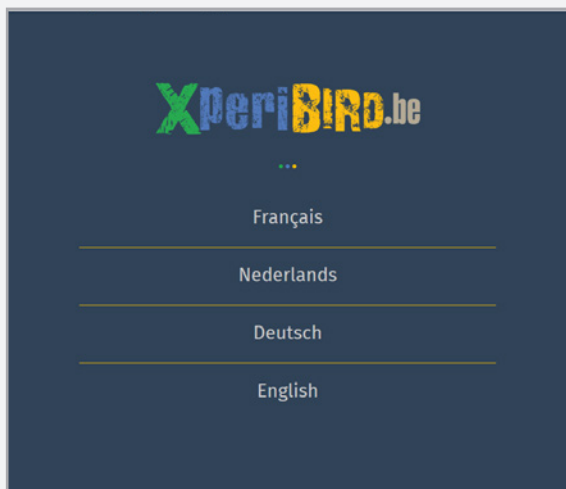 XperiBIRD.be
Français
Nederlands
Deutsch
English